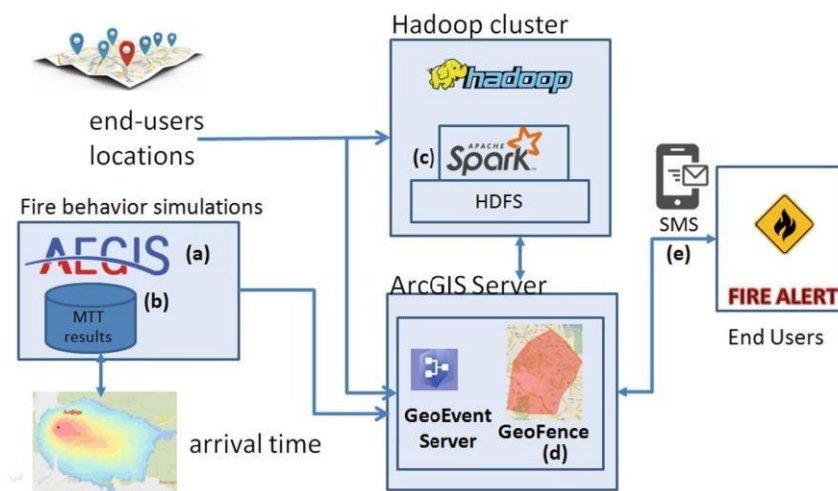 Hadoop cluster
hadoop
end-users
locations
(c)
APACHE
Spark
HDFS
SMS
(e)
FIRE ALERT
End Users
Fire behavior simulations
AEGIS
(a)
(b)
MTT
results
arrival time
ArcGIS Server
GeoEvent
Server
GeoFence
(d)